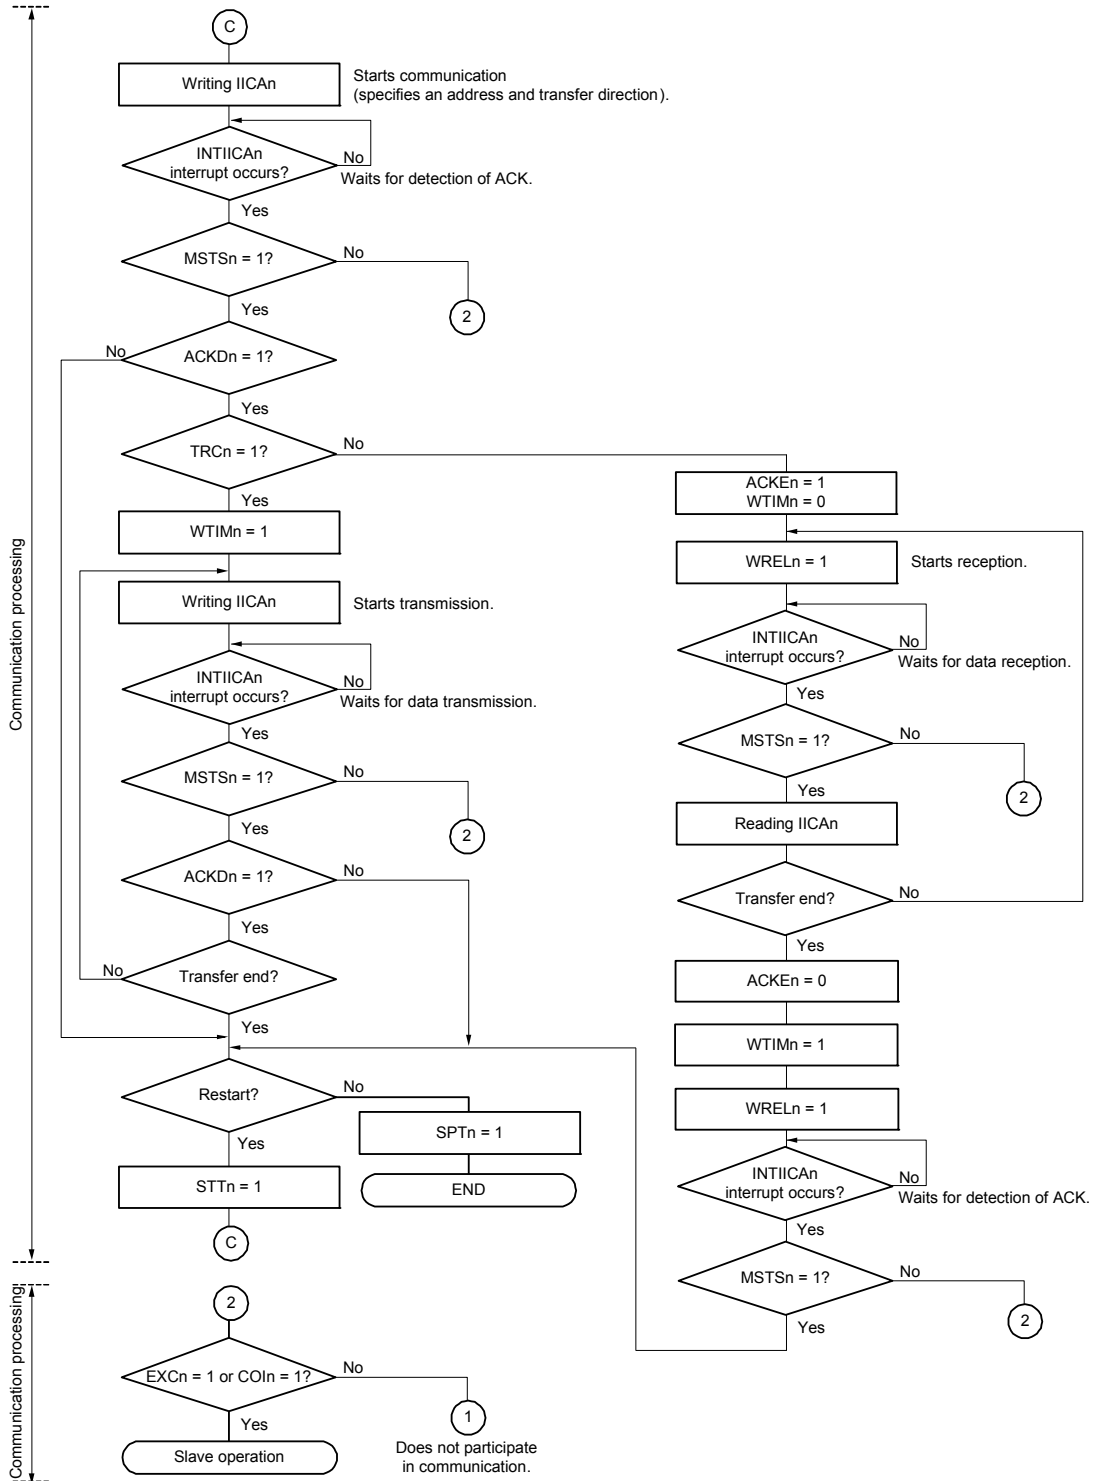 C
Writing IICAn
Starts communication
(specifies an address and transfer direction).
INTIICAn
interrupt occurs?
No
Waits for detection of ACK.
Yes
MSTSn = 1?
No
2
Yes
ACKDn = 1?
No
Yes
TRCn = 1?
No
Yes
WTIMn = 1
Writing IICAn
Starts transmission.
INTIICAn
interrupt occurs?
No
Waits for data transmission.
Yes
MSTSn = 1?
No
2
Yes
ACKDn = 1?
No
Yes
Transfer end?
No
Yes
Restart?
No
SPTn = 1
END
Yes
STTn = 1
C
ACKEn = 1
WTIMn = 0
WRELn = 1
Starts reception.
INTIICAn
interrupt occurs?
No
Waits for data reception.
Yes
MSTSn = 1?
No
2
Yes
Reading IICAn
Transfer end?
No
Yes
ACKEn = 0
WTIMn = 1
WRELn = 1
INTIICAn
interrupt occurs?
No
Waits for detection of ACK.
Yes
MSTSn = 1?
No
2
Yes
Communication processing
2
EXCn = 1 or COIn = 1?
No
1
Does not participate
in communication.
Yes
Slave operation
Communication processing